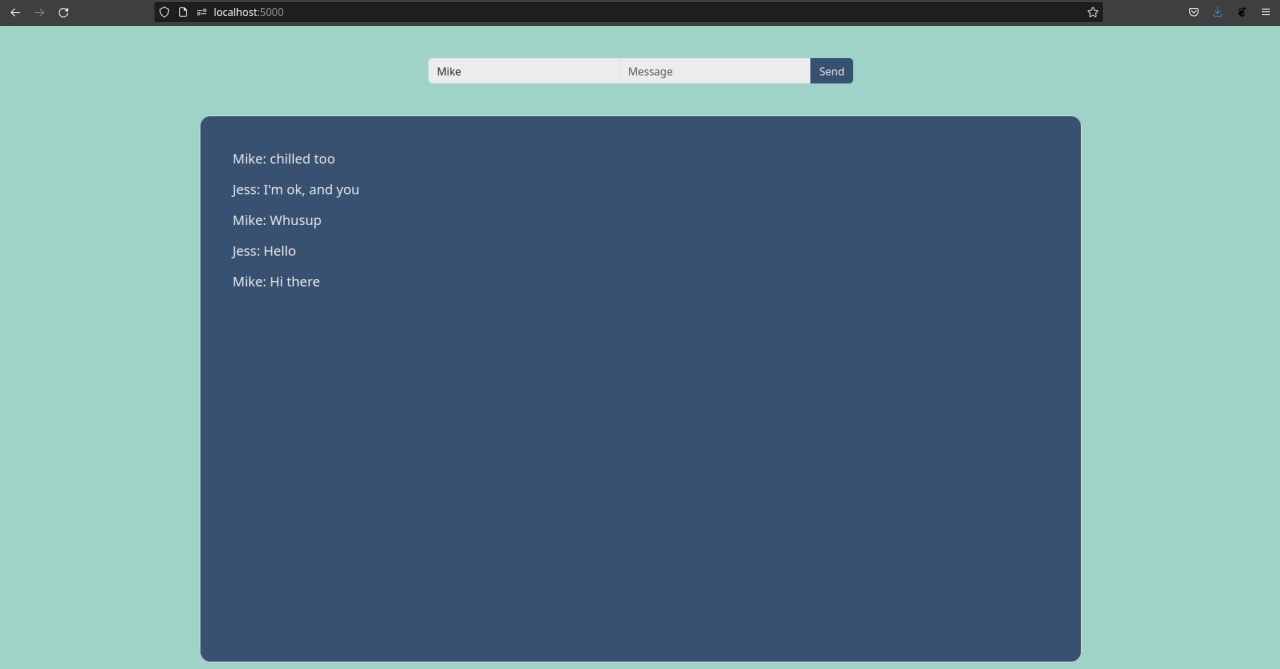 localhost:5000
Mike Message Send
Mike: chilled too
Jess: I'm ok, and you
Mike: Whusup
Jess: Hello
Mike: Hi there